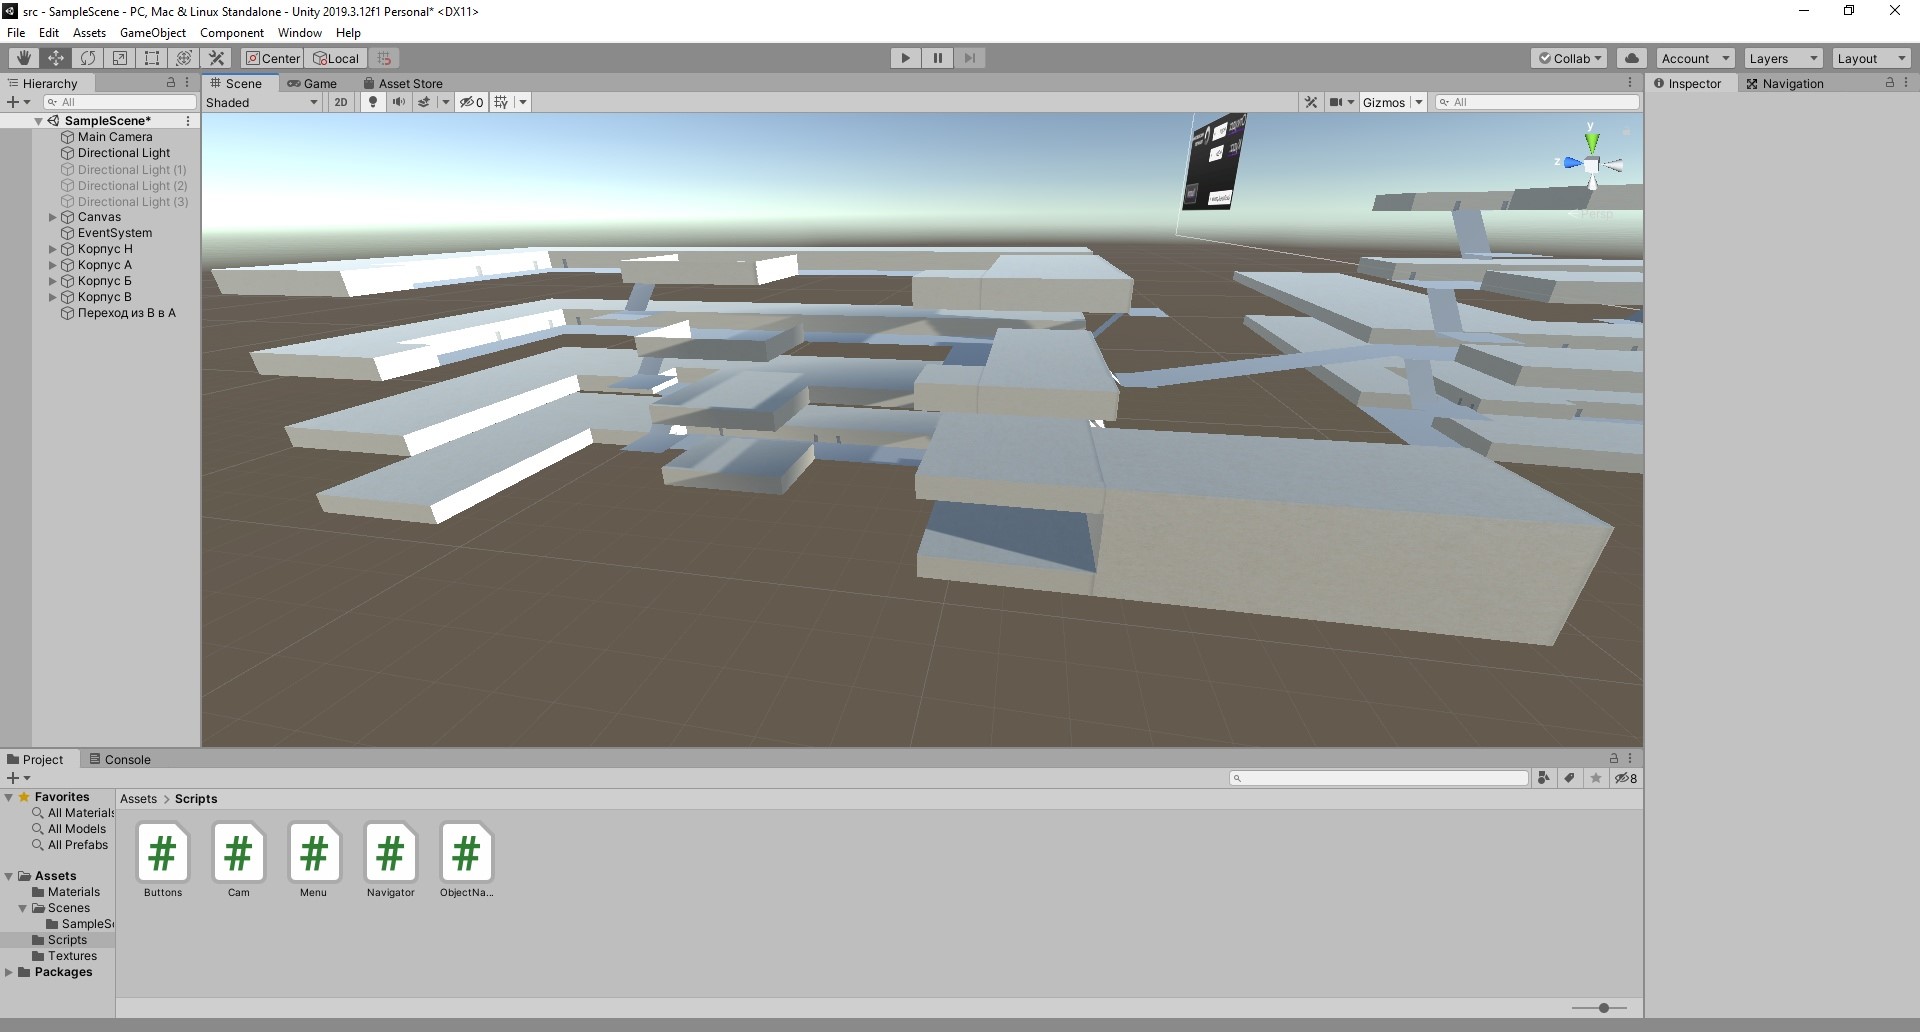 src - SampleScene - PC, Mac & Linux Standalone - Unity 2019.3.12f1 Personal* <DX11>
File Edit Assets GameObject Component Window Help
Center Local Collab Account Layers Layout
Hierarchy
All
SampleScene*
Main Camera
Directional Light
Directional Light (1)
Directional Light (2)
Directional Light (3)
Canvas
EventSystem
Корпус Н
Корпус А
Корпус Б
Корпус В
Переход из В в А
Scene Game Asset Store
Shaded 2D 0 Gizmos All
y
z
Persp
Inspector Navigation
Project Console
8
Favorites
All Materials
All Models
All Prefabs
Assets
Materials
Scenes
SampleSc
Scripts
Textures
Packages
Assets > Scripts
# # # # #
Buttons Cam Menu Navigator ObjectNa...